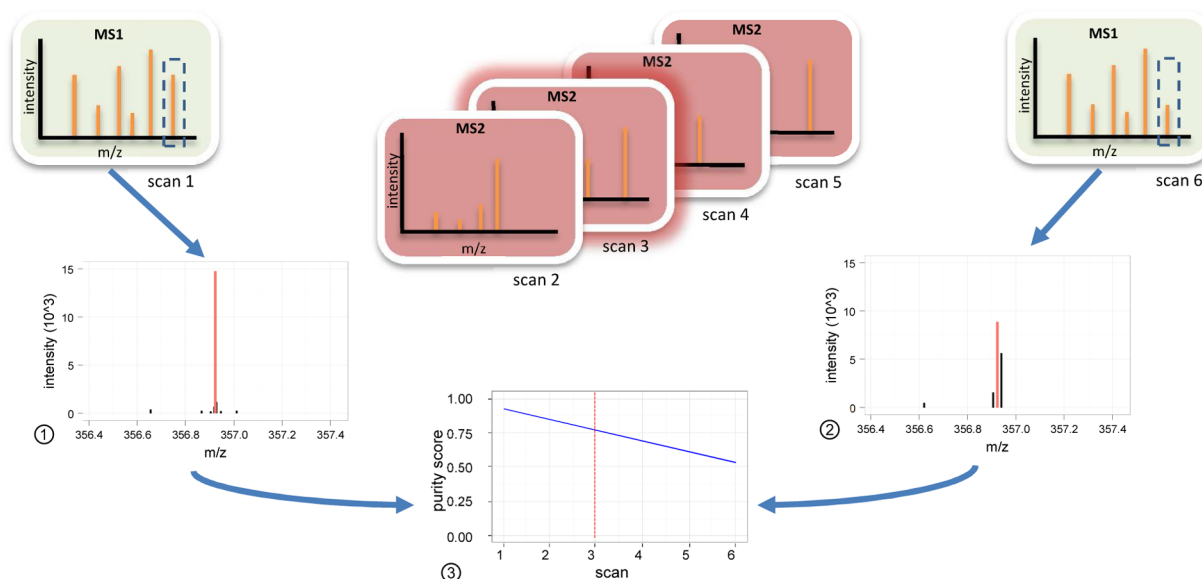 MS1
intensity
m/z
scan 1
MS2
intensity
m/z
scan 2
MS2
scan 3
MS2
scan 4
MS2
scan 5
MS1
intensity
m/z
scan 6
intensity (10^3)
15
10
5
0
356.4 356.6 356.8 357.0 357.2 357.4
m/z
1
intensity (10^3)
15
10
5
0
356.4 356.6 356.8 357.0 357.2 357.4
m/z
2
purity score
1.00
0.75
0.50
0.25
0.00
1 2 3 4 5 6
scan
3